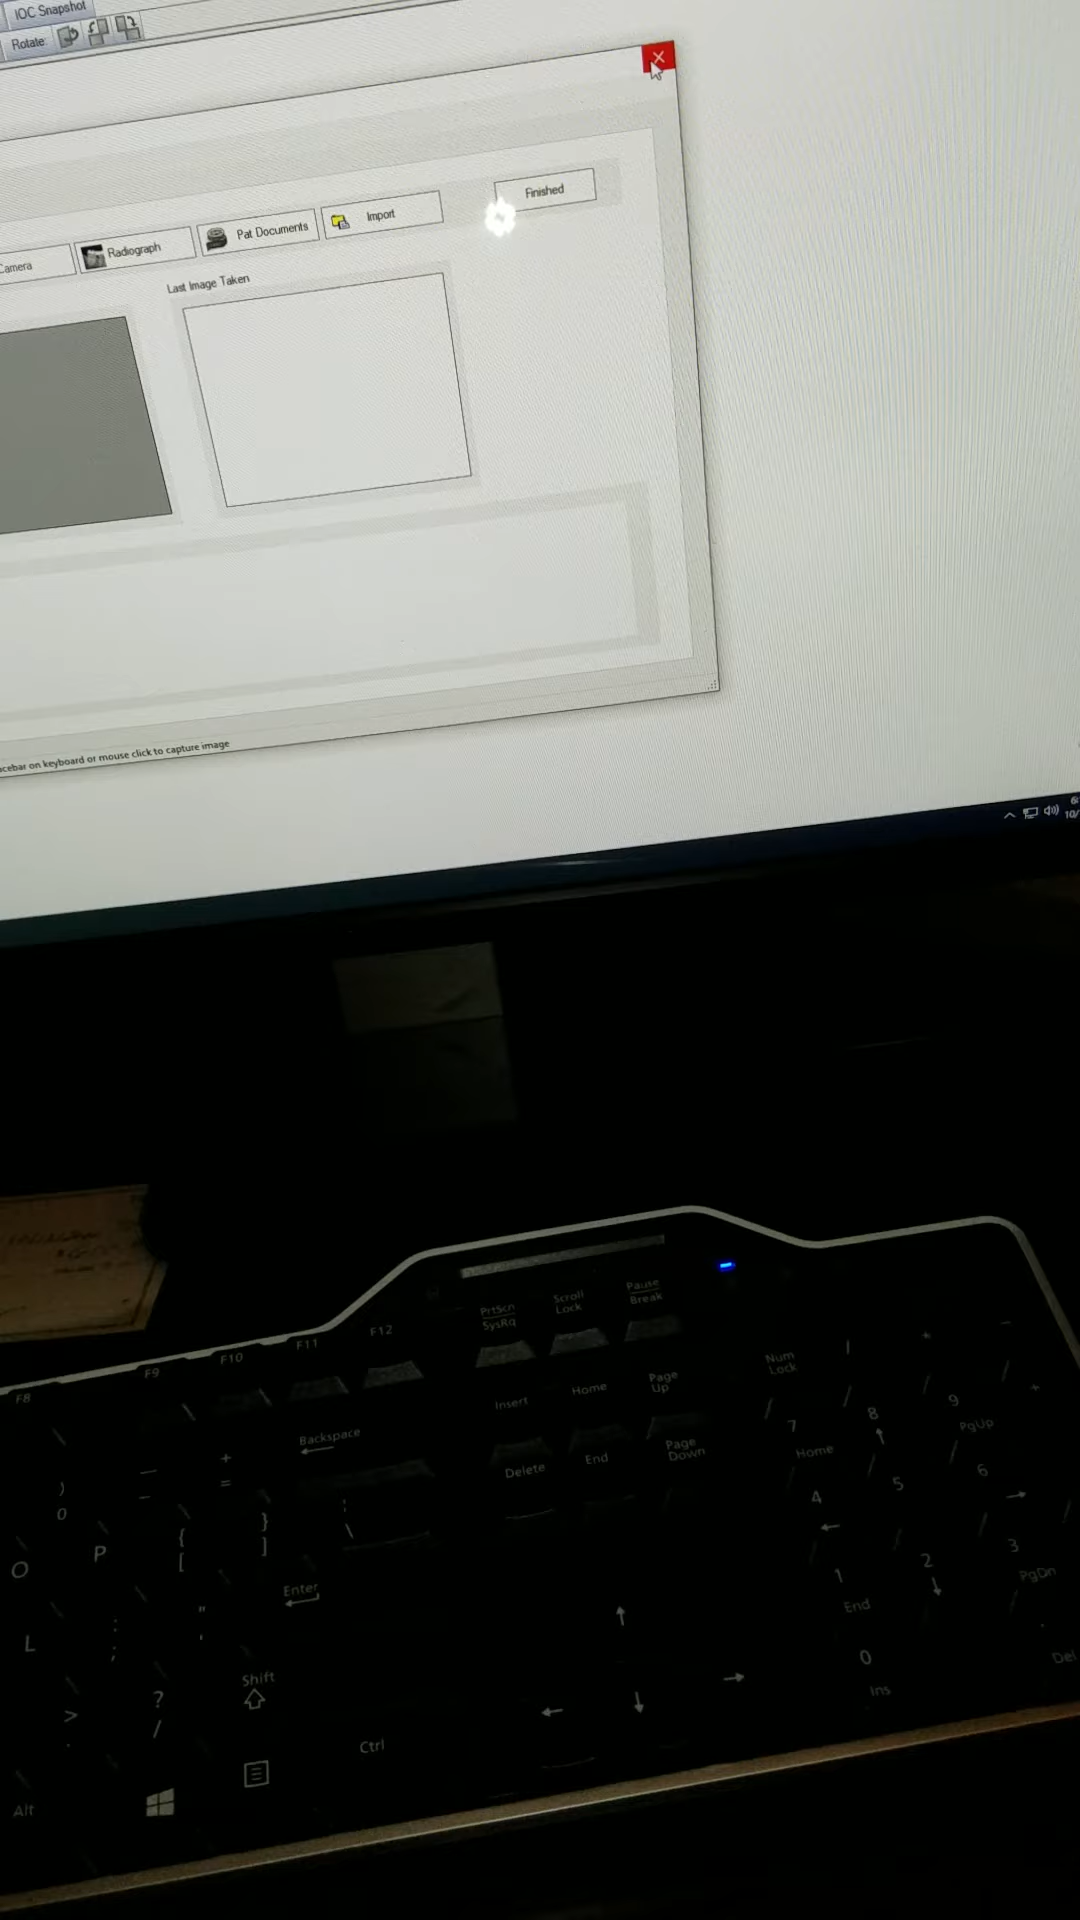 IOC Snapshot
Rotate:
Finished
Import
Pat Documents
Radiograph
Camera
Last Image Taken
cebar on keyboard or mouse click to capture image
6:
10/
PrtScn
SysRq
Scroll
Lock
Pause
Break
F8
F9
F10
F11
F12
Insert
Home
Page
Up
Num
Lock
/
*
-
Backspace
+
=
—
-
)
0
Delete
End
Page
Down
7
Home
8
9
PgUp
+
O
P
{
[
}
]
\
4
5
6
Enter
L
:
;
"
'
1
End
2
3
PgDn
Shift
>
.
?
/
0
Ins
.
Del
Alt
Ctrl